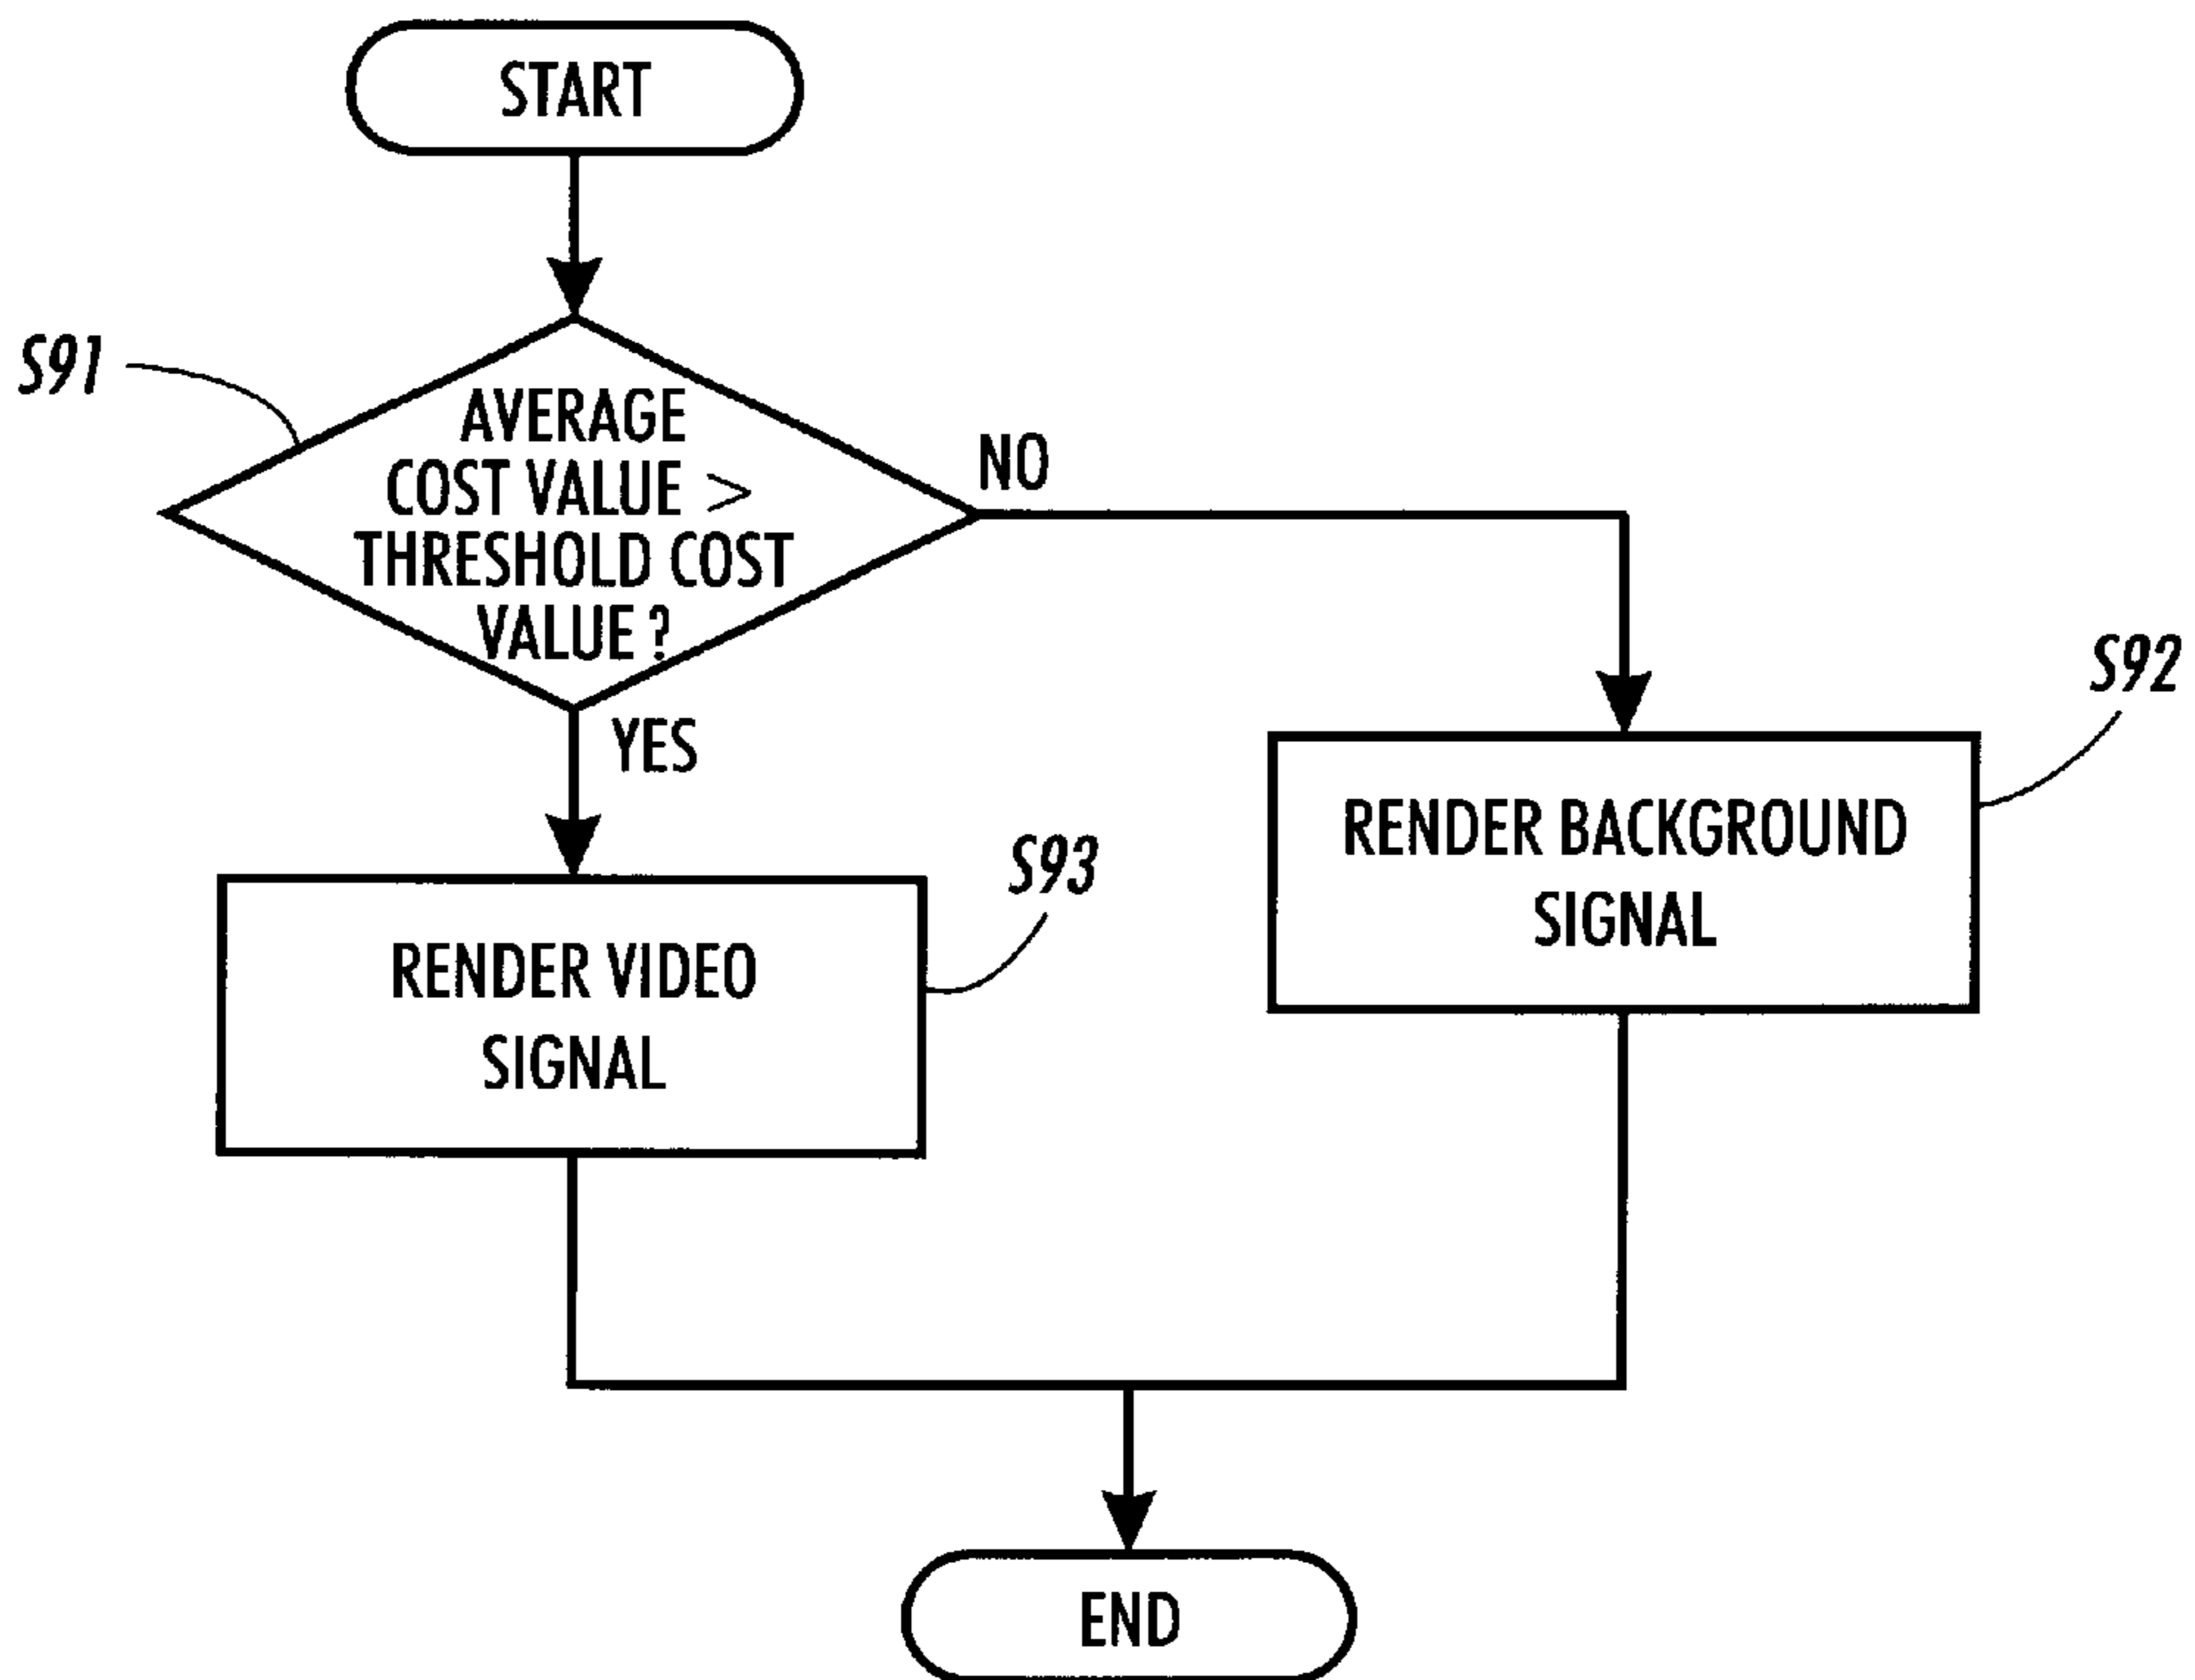 START
S91
AVERAGE
COST VALUE >
THRESHOLD COST
VALUE ?
NO
YES
S92
RENDER BACKGROUND
SIGNAL
S93
RENDER VIDEO
SIGNAL
END